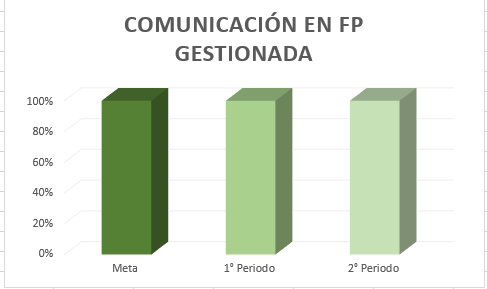 COMUNICACIÓN EN FP
GESTIONADA
100%
80%
60%
40%
20%
0%
Meta
1° Periodo
2° Periodo